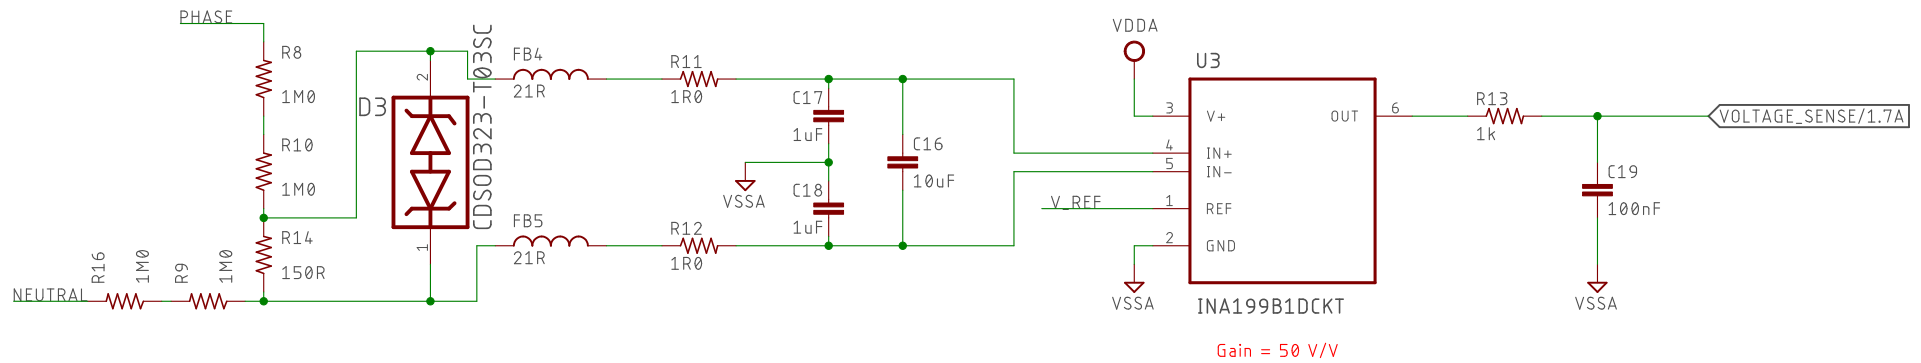 PHASE
R8
1M0
R10
1M0
R14
150R
R16
1M0
R9
1M0
NEUTRAL
D3
2
1
CDSOD323-T03SC
FB4
21R
FB5
21R
R11
1R0
R12
1R0
C17
1uF
C18
1uF
VSSA
C16
10uF
VDDA
U3
3
V+
4
IN+
5
IN-
V_REF
1
REF
2
GND
VSSA
OUT
6
INA199B1DCKT
Gain = 50 V/V
R13
1k
C19
100nF
VSSA
VOLTAGE_SENSE/1.7A